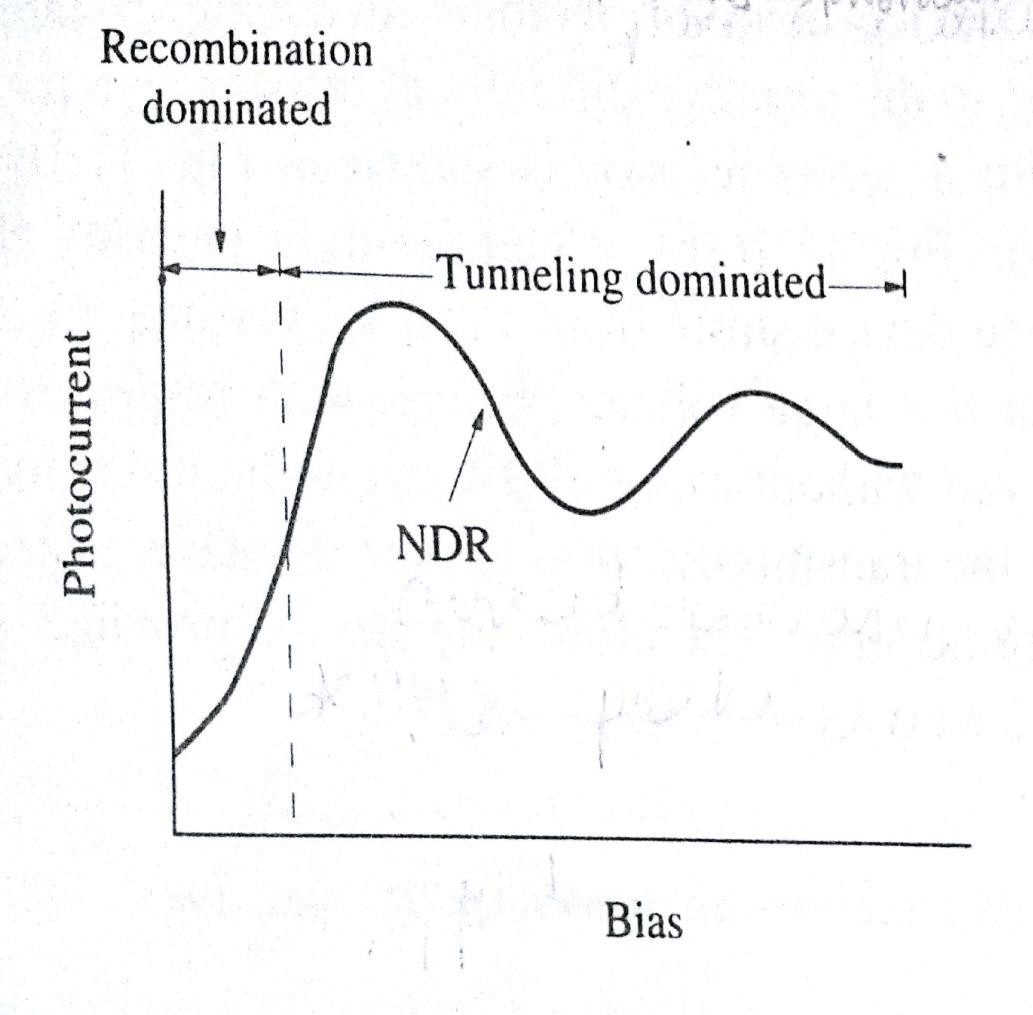 Recombination
dominated
Tunneling dominated
Photocurrent
NDR
Bias